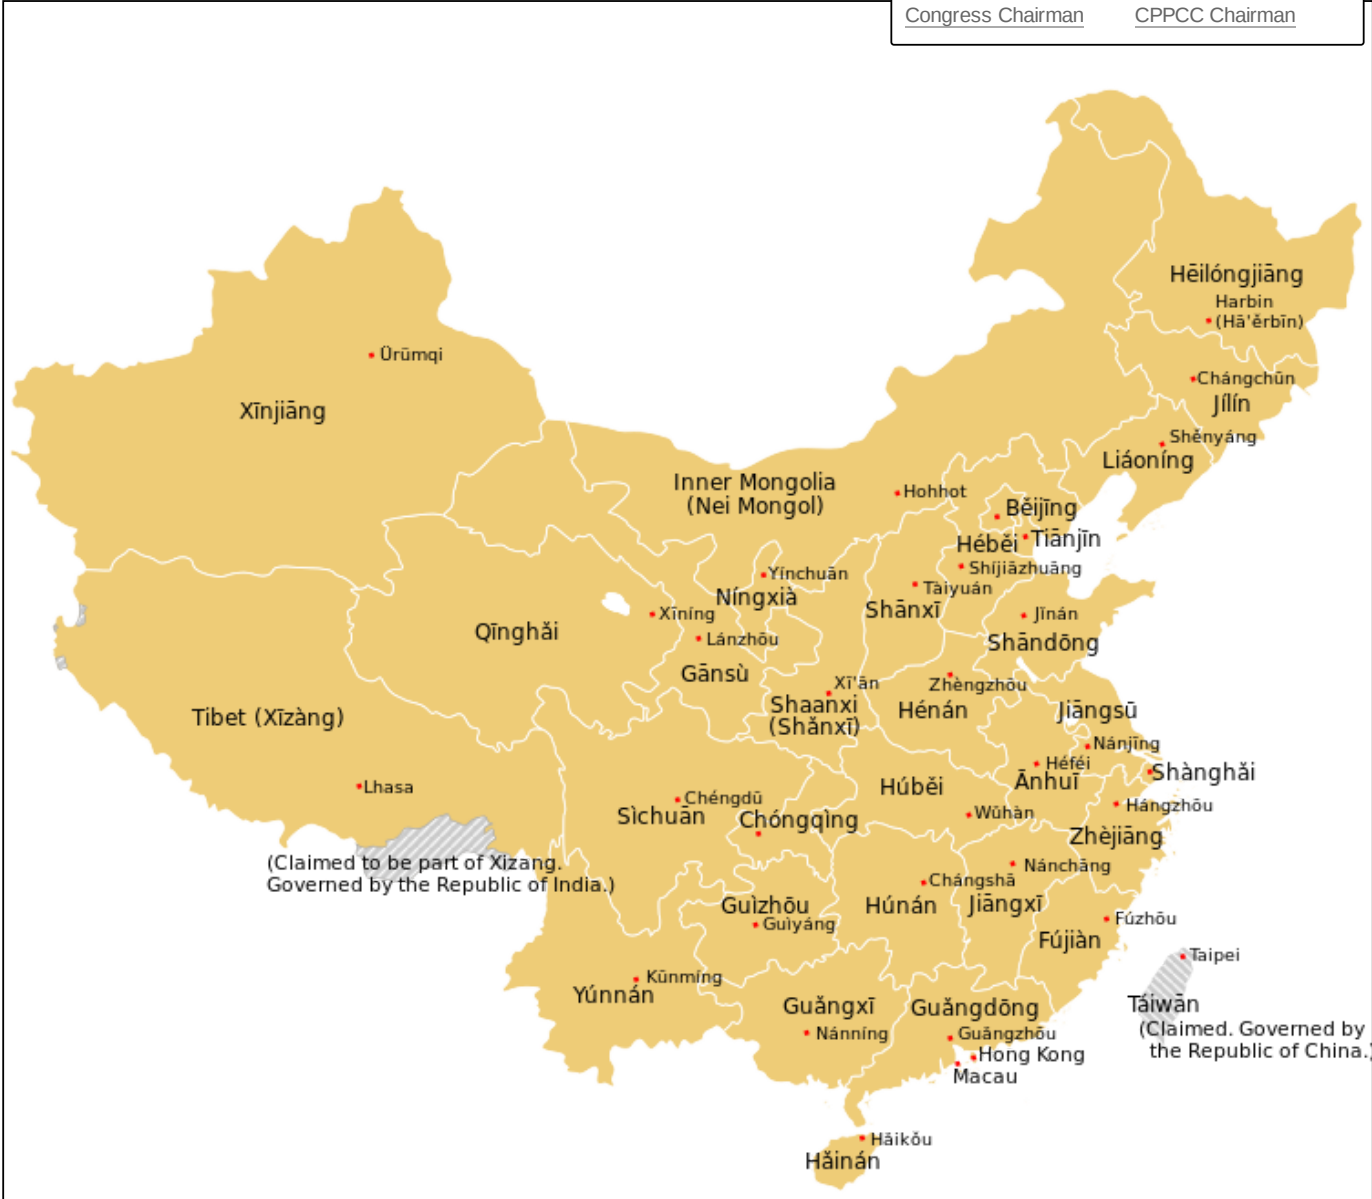 Congress Chairman
CPPCC Chairman
Hēilóngjiāng
Harbin
(Hā'ěrbīn)
Ürümqi
Chángchūn
Jílín
Xīnjiāng
Shěnyáng
Liáoníng
Inner Mongolia
(Nei Mongol)
Hohhot
Běijīng
Tiānjīn
Héběi
Shíjiāzhuāng
Yínchuān
Níngxià
Tàiyuán
Shānxī
Xīníng
Jǐnán
Qīnghǎi
Lánzhōu
Shāndōng
Gānsù
Xī'ān
Zhèngzhōu
Shaanxi
(Shǎnxī)
Hénán
Jiāngsū
Tibet (Xīzàng)
Nánjīng
Héféi
Shànghǎi
Ānhuī
Lhasa
Húběi
Chéngdū
Hángzhōu
Sìchuān
Chóngqìng
Wǔhàn
Zhèjiāng
(Claimed to be part of Xizang.
Governed by the Republic of India.)
Nánchāng
Chángshā
Guìzhōu
Húnán
Jiāngxī
Guìyáng
Fúzhōu
Fújiàn
Taipei
Kūnmíng
Yúnnán
Guǎngxī
Guǎngdōng
Táiwān
Nánníng
Guǎngzhōu
(Claimed. Governed by
the Republic of China.)
Hong Kong
Macau
Hǎikǒu
Hǎinán